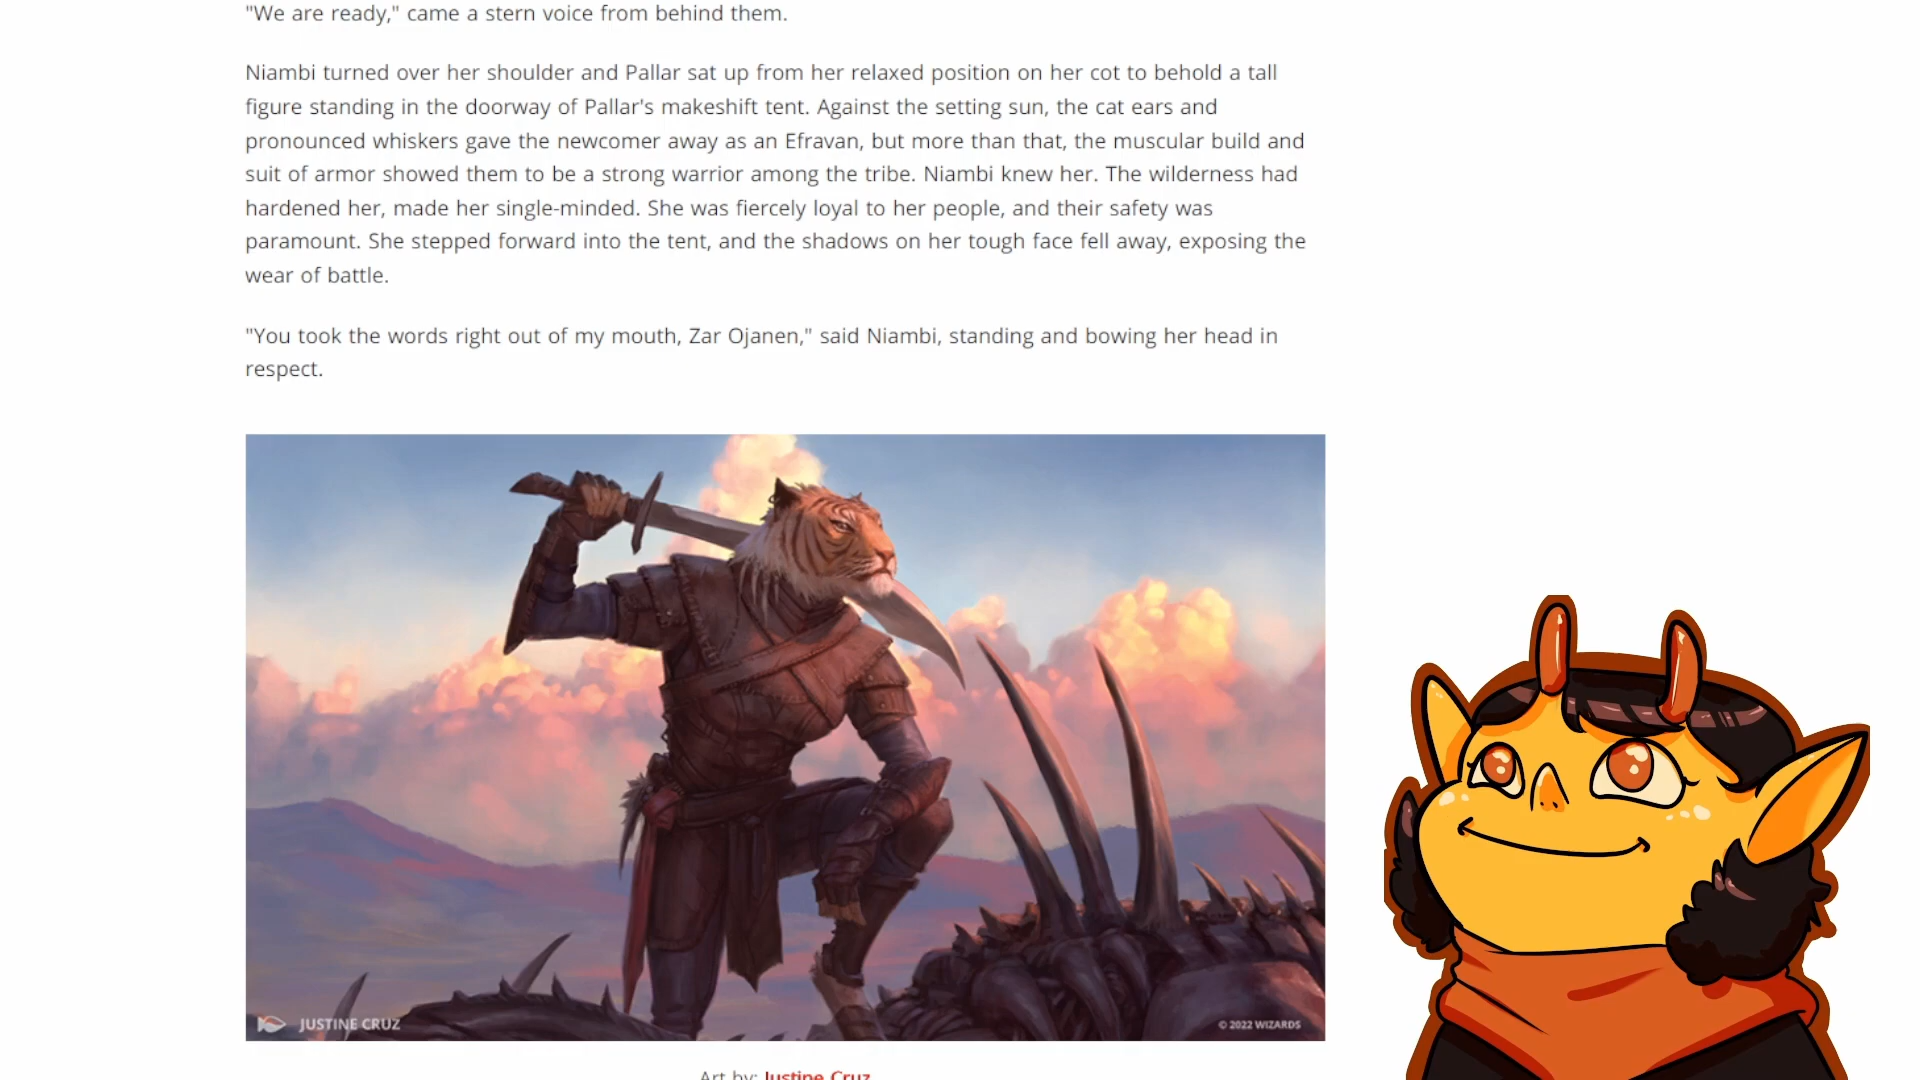 "We are ready," came a stern voice from behind them.
Niambi turned over her shoulder and Pallar sat up from her relaxed position on her cot to behold a tall
figure standing in the doorway of Pallar's makeshift tent. Against the setting sun, the cat ears and
pronounced whiskers gave the newcomer away as an Efravan, but more than that, the muscular build and
suit of armor showed them to be a strong warrior among the tribe. Niambi knew her. The wilderness had
hardened her, made her single-minded. She was fiercely loyal to her people, and their safety was
paramount. She stepped forward into the tent, and the shadows on her tough face fell away, exposing the
wear of battle.
"You took the words right out of my mouth, Zar Ojanen," said Niambi, standing and bowing her head in
respect.
JUSTINE CRUZ
© 2022 WIZARDS
Art by: Justine Cruz